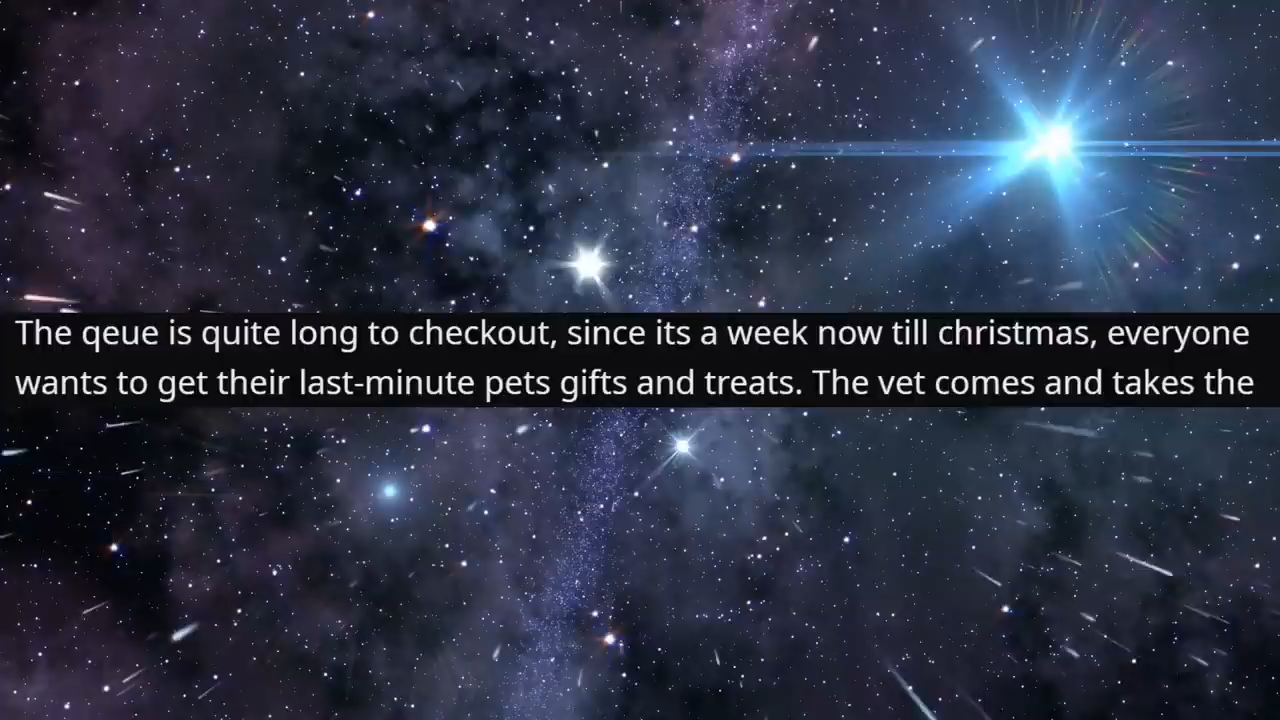 The qeue is quite long to checkout, since its a week now till christmas, everyone
wants to get their last-minute pets gifts and treats. The vet comes and takes the